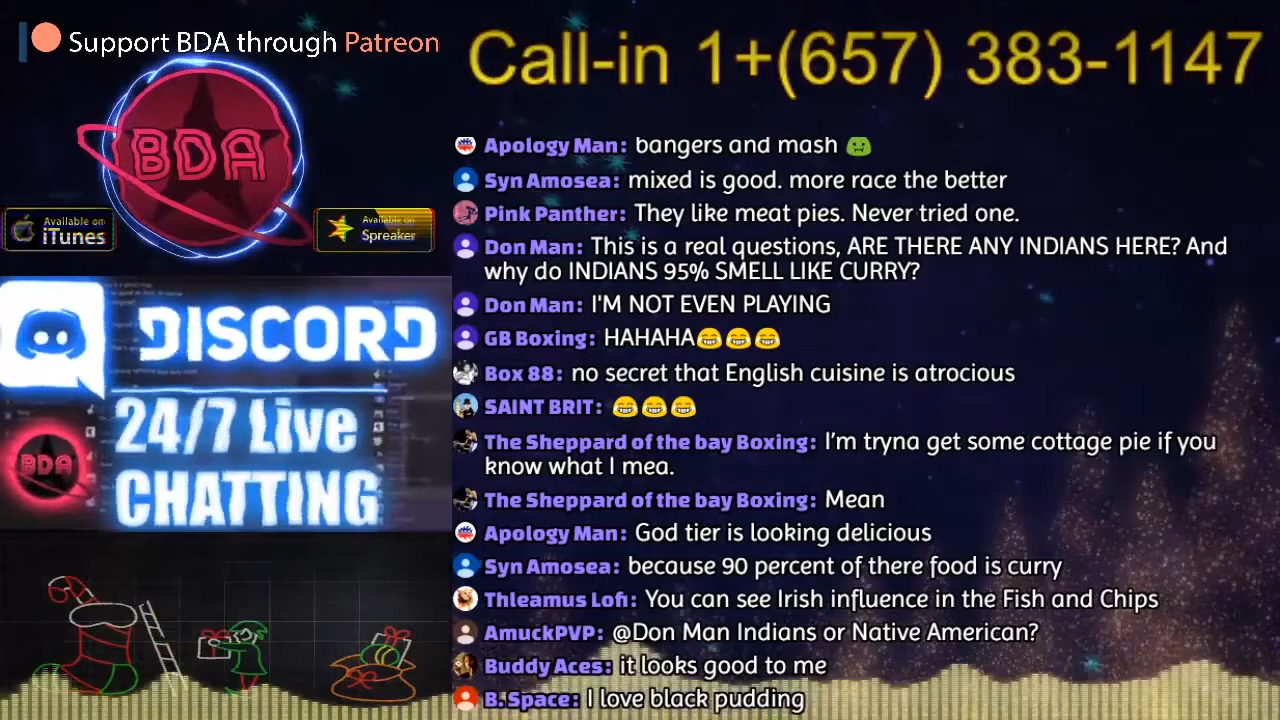 Support BDA through Patreon
Call-in 1+(657) 383-1147
BDA
Available on
iTunes
Available on
Spreaker
DISCORD
24/7 Live
CHATTING
BDA
Apology Man: bangers and mash 🤢
Syn Amosea: mixed is good. more race the better
Pink Panther: They like meat pies. Never tried one.
Don Man: This is a real questions, ARE THERE ANY INDIANS HERE? And
why do INDIANS 95% SMELL LIKE CURRY?
Don Man: I'M NOT EVEN PLAYING
GB Boxing: HAHAHA😂😂😂
Box 88: no secret that English cuisine is atrocious
SAINT BRIT: 😂😂😂
The Sheppard of the bay Boxing: I'm tryna get some cottage pie if you
know what I mea.
The Sheppard of the bay Boxing: Mean
Apology Man: God tier is looking delicious
Syn Amosea: because 90 percent of there food is curry
Thleamus Lofi: You can see Irish influence in the Fish and Chips
AmuckPVP: @Don Man Indians or Native American?
Buddy Aces: it looks good to me
B. Space: I love black pudding